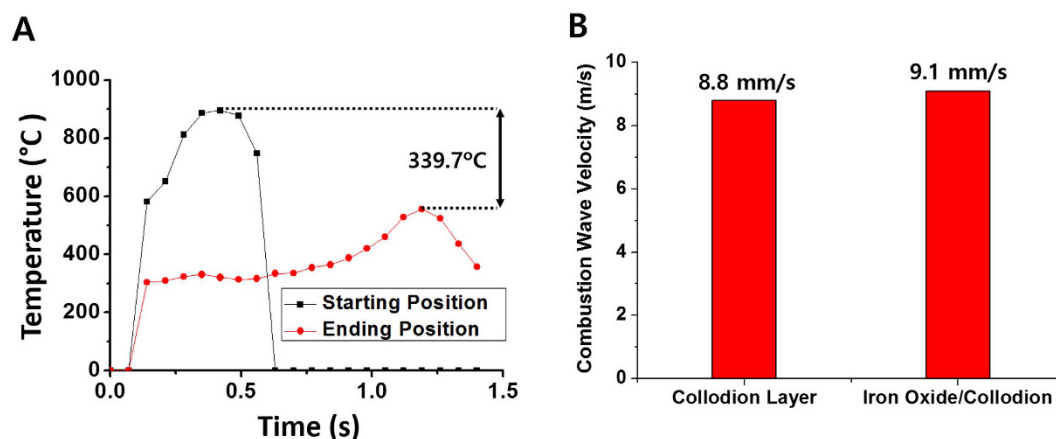 A
Temperature (°C)
1000
800
600
400
200
0
339.7°C
Starting Position
Ending Position
0.0
0.5
1.0
1.5
Time (s)
B
Combustion Wave Velocity (m/s)
10
8
6
4
2
0
8.8 mm/s
9.1 mm/s
Collodion Layer
Iron Oxide/Collodion